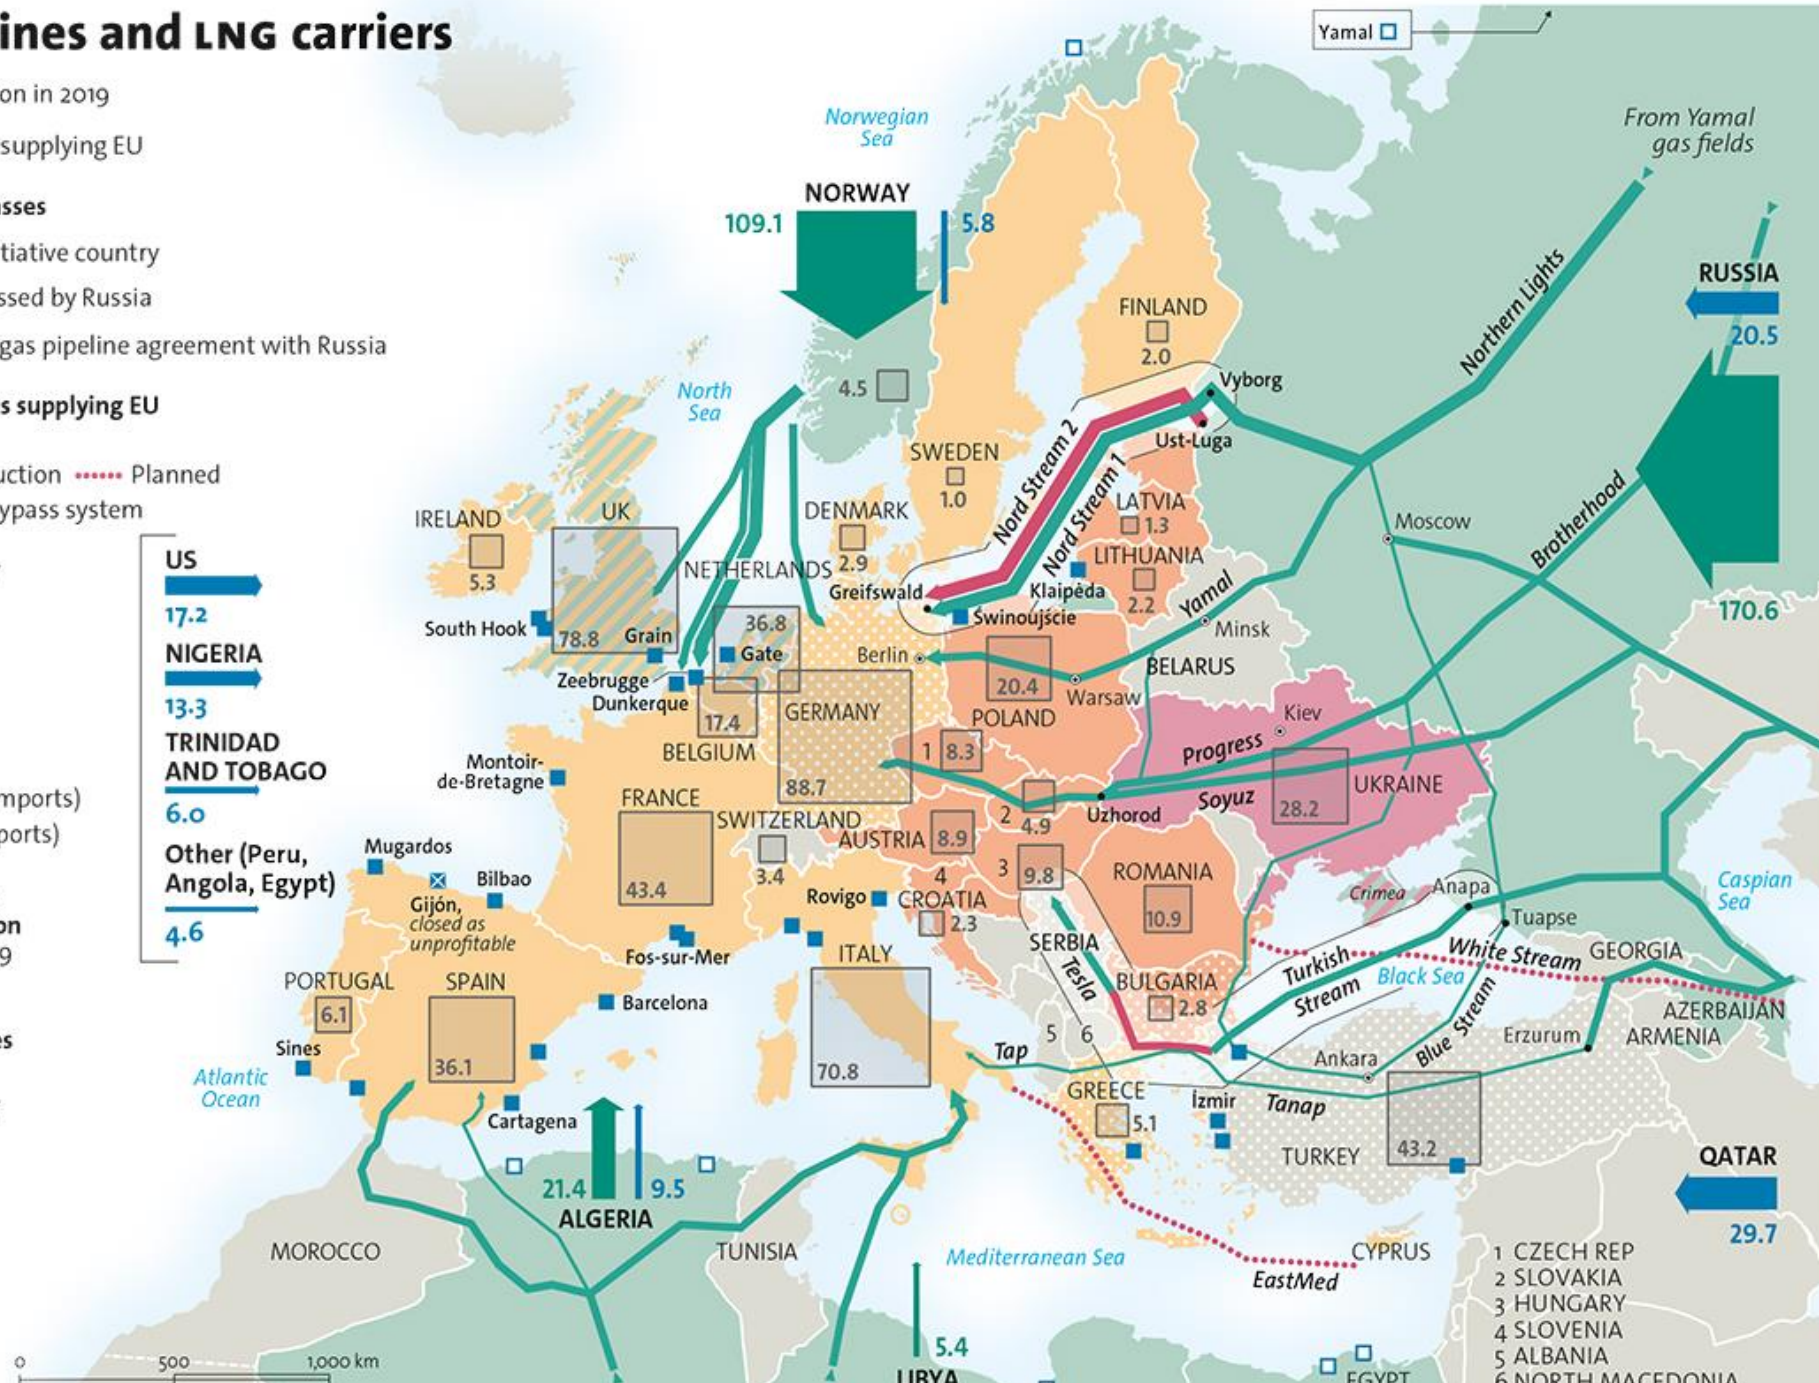 ines and LNG carriers
on in 2019
supplying EU
sses
tiative country
ssed by Russia
gas pipeline agreement with Russia
s supplying EU
uction Planned
ypass system
US
17.2
NIGERIA
13.3
TRINIDAD
AND TOBAGO
6.0
Other (Peru,
Angola, Egypt)
4.6
mports)
ports)
on
9
es
Yamal
From Yamal
gas fields
Norwegian
Sea
NORWAY
109.1
5.8
RUSSIA
20.5
Northern Lights
FINLAND
2.0
4.5
North
Sea
Vyborg
Ust-Luga
Nord Stream 2
Nord Stream 1
SWEDEN
1.0
Brotherhood
170.6
IRELAND
5.3
UK
78.8
DENMARK
2.9
LATVIA
1.3
LITHUANIA
2.2
Moscow
NETHERLANDS
36.8
Greifswald
Klaipėda
Świnoujście
Yamal
Minsk
South Hook
Grain
Gate
Berlin
BELARUS
Zeebrugge
Dunkerque
20.4
Warsaw
POLAND
17.4
BELGIUM
GERMANY
88.7
Kiev
Progress
1
8.3
Montoir-
de-Bretagne
UKRAINE
28.2
Soyuz
Uzhorod
FRANCE
43.4
SWITZERLAND
3.4
AUSTRIA
8.9
2
4.9
3
9.8
ROMANIA
10.9
Mugardos
Gijón,
closed as
unprofitable
Bilbao
Rovigo
4
CROATIA
2.3
Crimea
Anapa
Caspian
Sea
Tuapse
Fos-sur-Mer
ITALY
70.8
SERBIA
Tesla
White Stream
GEORGIA
Turkish
Stream
Black Sea
PORTUGAL
6.1
SPAIN
36.1
Barcelona
BULGARIA
2.8
AZERBAIJAN
Blue Stream
Erzurum
ARMENIA
5
6
Sines
Atlantic
Ocean
Tap
Ankara
GREECE
5.1
İzmir
Tanap
Cartagena
TURKEY
43.2
QATAR
29.7
21.4
9.5
ALGERIA
MOROCCO
TUNISIA
Mediterranean Sea
CYPRUS
EastMed
5.4
LIBYA
EGYPT
1 CZECH REP
2 SLOVAKIA
3 HUNGARY
4 SLOVENIA
5 ALBANIA
6 NORTH MACEDONIA
0 500 1,000 km